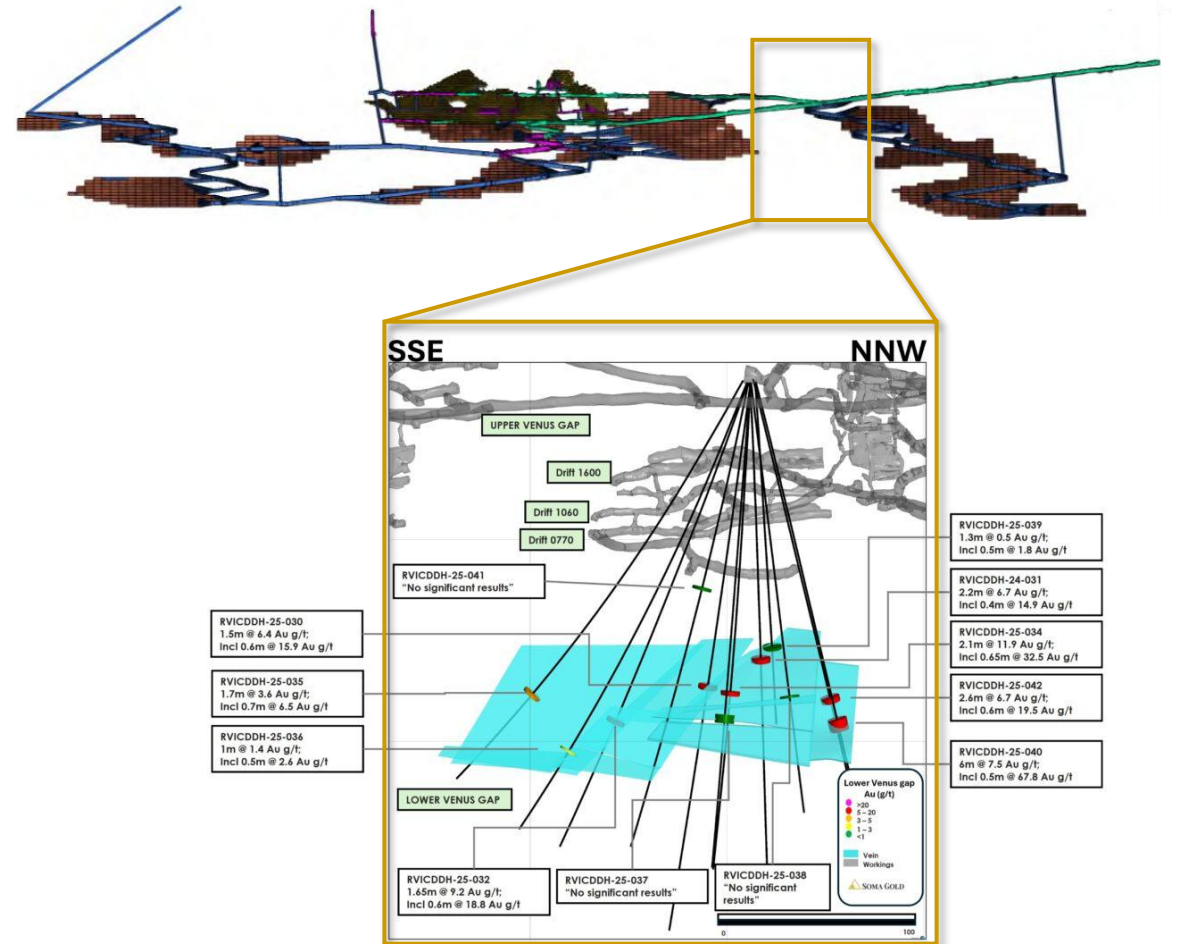 SSE
NNW
UPPER VENUS GAP
Drift 1600
Drift 1060
Drift 0770
RVICDDH-25-041
"No significant results"
RVICDDH-25-030
1.5m @ 6.4 Au g/t;
Incl 0.6m @ 15.9 Au g/t
RVICDDH-25-035
1.7m @ 3.6 Au g/t;
Incl 0.7m @ 6.5 Au g/t
RVICDDH-25-036
1m @ 1.4 Au g/t;
Incl 0.5m @ 2.6 Au g/t
LOWER VENUS GAP
RVICDDH-25-032
1.65m @ 9.2 Au g/t;
Incl 0.6m @ 18.8 Au g/t
RVICDDH-25-037
"No significant results"
RVICDDH-25-038
"No significant
results"
RVICDDH-25-039
1.3m @ 0.5 Au g/t;
Incl 0.5m @ 1.8 Au g/t
RVICDDH-24-031
2.2m @ 6.7 Au g/t;
Incl 0.4m @ 14.9 Au g/t
RVICDDH-25-034
2.1m @ 11.9 Au g/t;
Incl 0.65m @ 32.5 Au g/t
RVICDDH-25-042
2.6m @ 6.7 Au g/t;
Incl 0.6m @ 19.5 Au g/t
RVICDDH-25-040
6m @ 7.5 Au g/t;
Incl 0.5m @ 67.8 Au g/t
Lower Venus gap
Au (g/t)
>20
5 – 20
3 – 5
1 – 3
<1
Vein
Workings
SOMA GOLD
0
100